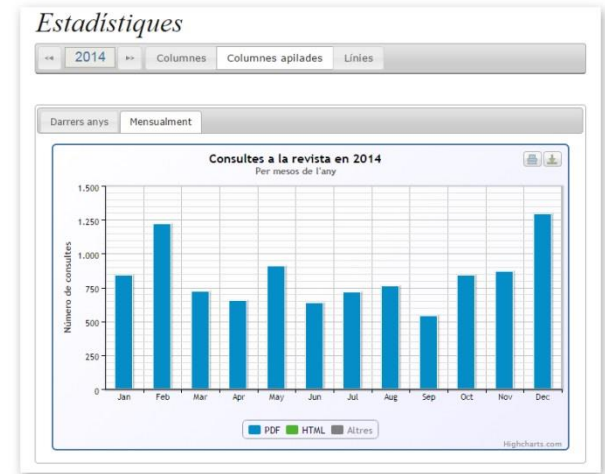 Estadístiques
2014 Columnes Columnes apilades Línies
Darrers anys Mensualment
Consultes a la revista en 2014
Per mesos de l'any
Número de consultes
1.500
1.250
1.000
750
500
250
0
Jan Feb Mar Apr May Jun Jul Aug Sep Oct Nov Dec
PDF HTML Altres
Highcharts.com